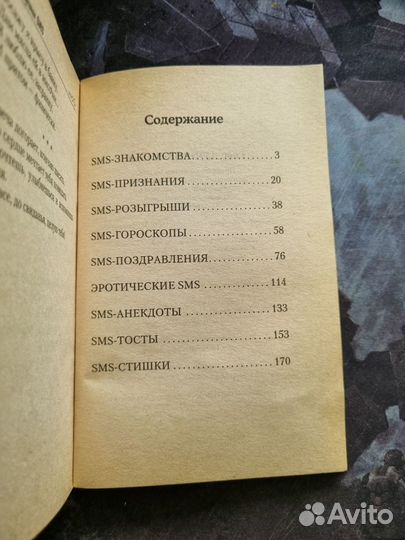 Содержание
SMS-ЗНАКОМСТВА.................3
SMS-ПРИЗНАНИЯ.................20
SMS-РОЗЫГРЫШИ................38
SMS-ГОРОСКОПЫ................58
SMS-ПОЗДРАВЛЕНИЯ.............76
ЭРОТИЧЕСКИЕ SMS..............114
SMS-АНЕКДОТЫ.................133
SMS-ТОСТЫ....................153
SMS-СТИШКИ...................170
Avito